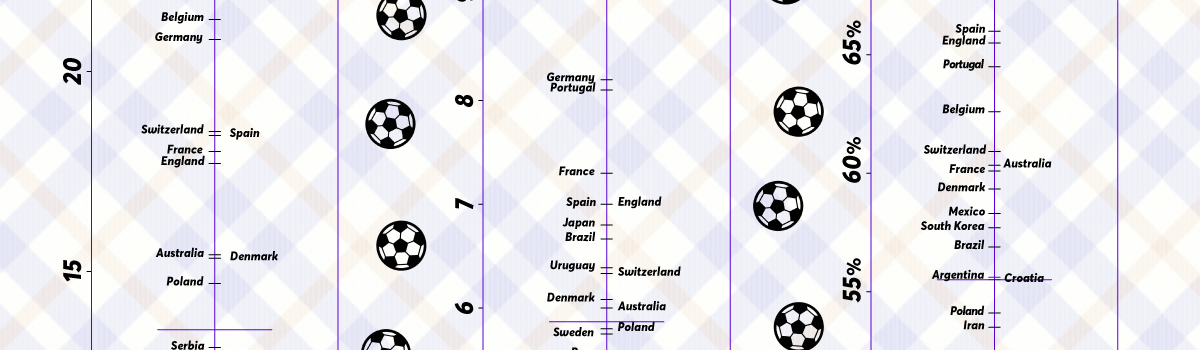 Belgium
Germany
20
Switzerland
Spain
France
England
Australia
Denmark
15
Poland
Serbia
Germany
Portugal
8
France
7
Spain
England
Japan
Brazil
Uruguay
Switzerland
Denmark
Australia
6
Poland
Sweden
65%
Spain
England
Portugal
Belgium
60%
Switzerland
Australia
France
Denmark
Mexico
South Korea
Brazil
55%
Argentina
Croatia
Poland
Iran